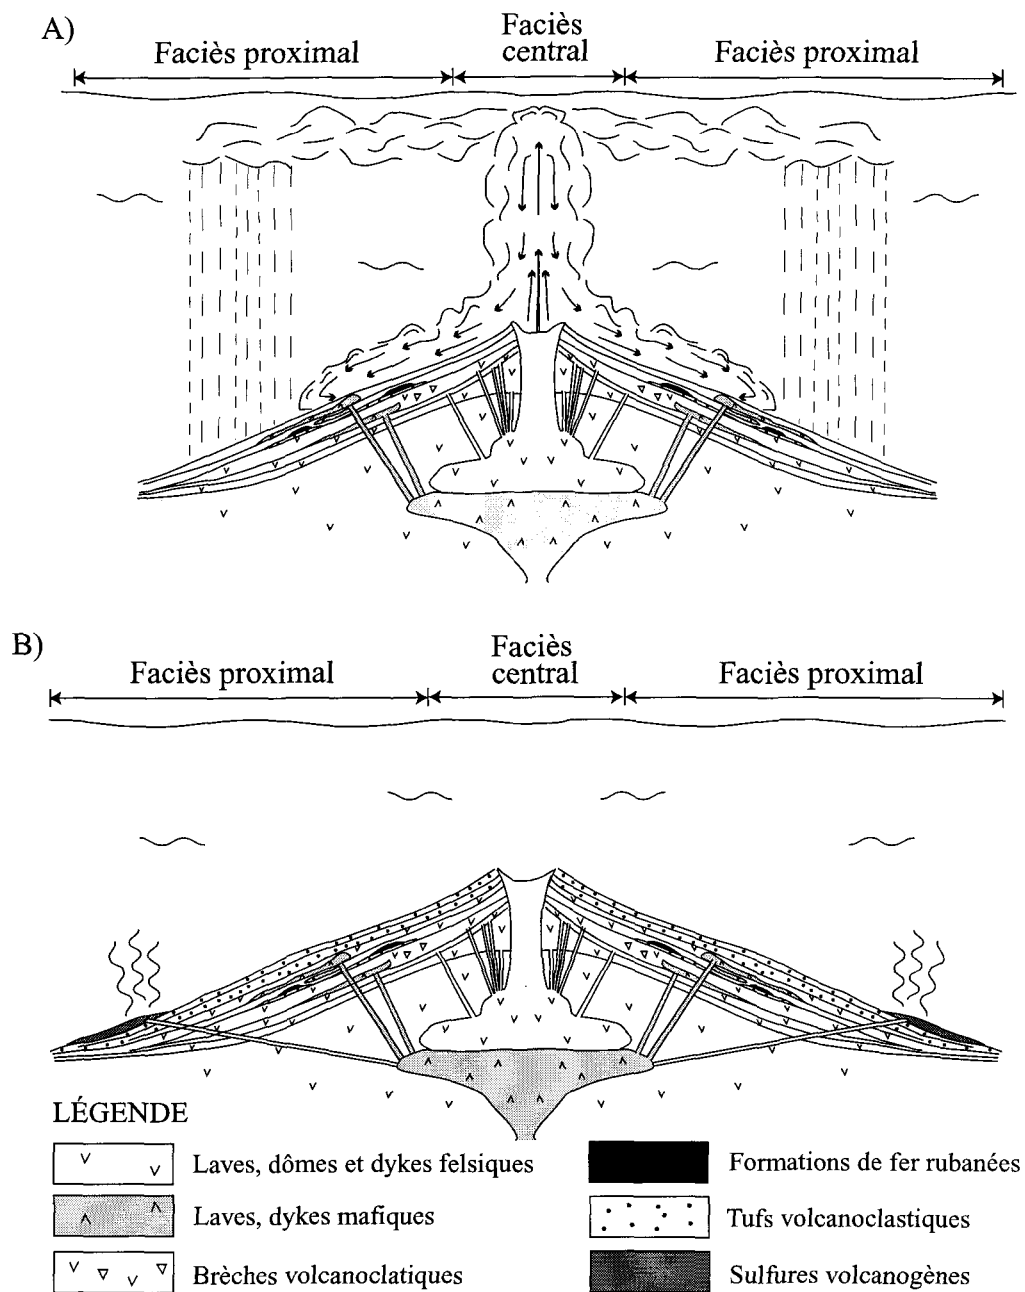 A)
Faciès proximal
Faciès
central
Faciès proximal
B)
Faciès proximal
Faciès
central
Faciès proximal
LÉGENDE
Laves, dômes et dykes felsiques
Laves, dykes mafiques
Brèches volcanoclatiques
Formations de fer rubanées
Tufs volcanoclastiques
Sulfures volcanogènes